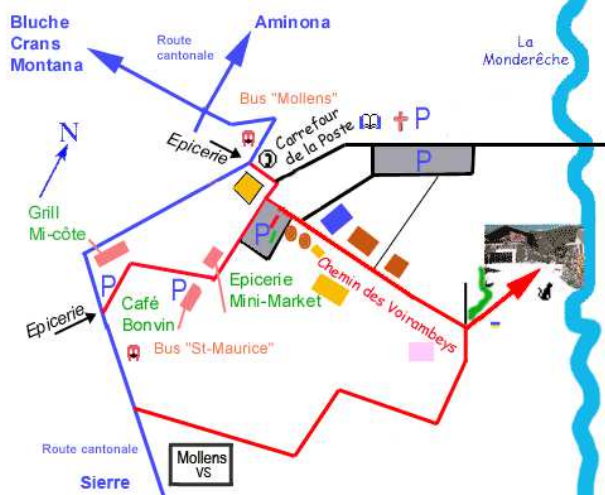 Bluche
Crans
Montana
Aminona
Route
cantonale
La
Monderêche
Bus "Mollens"
N
Epicerie
Carrefour
de la Poste
P
P
Grill
Mi-côte
P
P
P
Epicerie
Mini-Market
Café
Bonvin
Chemin des Voirambeys
Epicerie
Bus "St-Maurice"
Route cantonale
Mollens
VS
Sierre